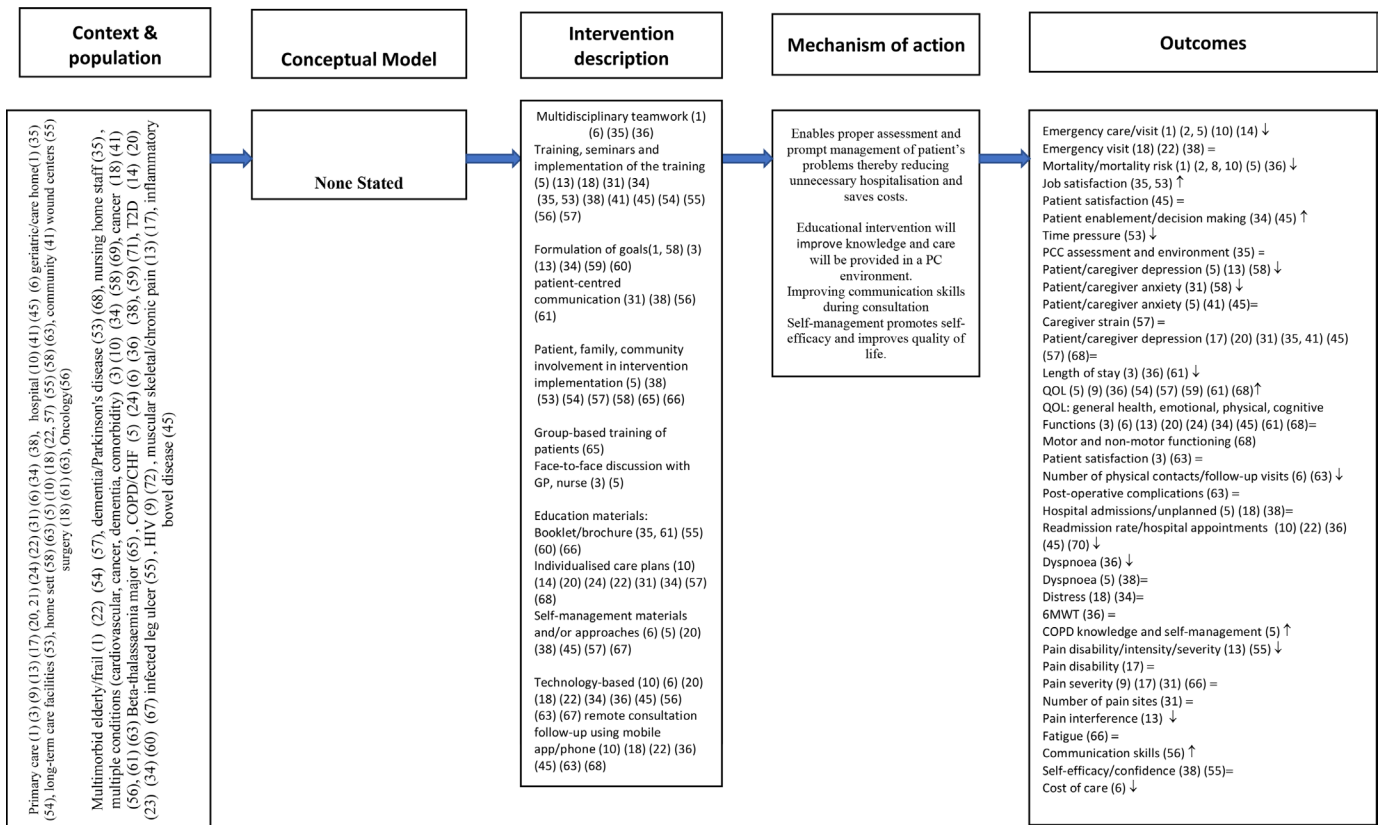 Context &
population
Conceptual Model
Intervention
description
Mechanism of action
Outcomes
Primary care (1) (3) (9) (13) (17) (20, 21) (24) (22) (31) (6) (34) (38), hospital (10) (41) (45) (6) geriatric/care home(1) (35)
(54), long-term care facilities (53), home sett (58) (63) (5) (10) (18) (22, 57) (55) (58) (63), community (41) wound centers (55)
surgery (18) (61) (63), Oncology(56)
Multimorbid elderly/frail (1) (22) (54) (57), dementia/Parkinson's disease (53) (68), nursing home staff (35) ,
multiple conditions (cardiovascular, cancer, dementia, comorbidity) (3) (10) (34) (58) (69), cancer (18) (41)
(56), (61) (63) Beta-thalassaemia major (65) , COPD/CHF (5) (24) (6) (36) (38), (59) (71), T2D (14) (20)
(23) (34) (60) (67) infected leg ulcer (55) , HIV (9) (72) , muscular skeletal/chronic pain (13) (17), inflammatory
bowel disease (45)
None Stated
Multidisciplinary teamwork (1)
(6) (35) (36)
Training, seminars and
implementation of the training
(5) (13) (18) (31) (34)
(35, 53) (38) (41) (45) (54) (55)
(56) (57)
Formulation of goals(1, 58) (3)
(13) (34) (59) (60)
patient-centred
communication (31) (38) (56)
(61)
Patient, family, community
involvement in intervention
implementation (5) (38)
(53) (54) (57) (58) (65) (66)
Group-based training of
patients (65)
Face-to-face discussion with
GP, nurse (3) (5)
Education materials:
Booklet/brochure (35, 61) (55)
(60) (66)
Individualised care plans (10)
(14) (20) (24) (22) (31) (34) (57)
(68)
Self-management materials
and/or approaches (6) (5) (20)
(38) (45) (57) (67)
Technology-based (10) (6) (20)
(18) (22) (34) (36) (45) (56)
(63) (67) remote consultation
follow-up using mobile
app/phone (10) (18) (22) (36)
(45) (63) (68)
Enables proper assessment and
prompt management of patient's
problems thereby reducing
unnecessary hospitalisation and
saves costs.
Educational intervention will
improve knowledge and care
will be provided in a PC
environment.
Improving communication skills
during consultation
Self-management promotes self-
efficacy and improves quality of
life.
Emergency care/visit (1) (2, 5) (10) (14) ↓
Emergency visit (18) (22) (38) =
Mortality/mortality risk (1) (2, 8, 10) (5) (36) ↓
Job satisfaction (35, 53) ↑
Patient satisfaction (45) =
Patient enablement/decision making (34) (45) ↑
Time pressure (53) ↓
PCC assessment and environment (35) =
Patient/caregiver depression (5) (13) (58) ↓
Patient/caregiver anxiety (31) (58) ↓
Patient/caregiver anxiety (5) (41) (45)=
Caregiver strain (57) =
Patient/caregiver depression (17) (20) (31) (35, 41) (45)
(57) (68)=
Length of stay (3) (36) (61) ↓
QOL (5) (9) (36) (54) (57) (59) (61) (68)↑
QOL: general health, emotional, physical, cognitive
Functions (3) (6) (13) (20) (24) (34) (45) (61) (68)=
Motor and non-motor functioning (68)
Patient satisfaction (3) (63) =
Number of physical contacts/follow-up visits (6) (63) ↓
Post-operative complications (63) =
Hospital admissions/unplanned (5) (18) (38)=
Readmission rate/hospital appointments (10) (22) (36)
(45) (70) ↓
Dyspnoea (36) ↓
Dyspnoea (5) (38)=
Distress (18) (34)=
6MWT (36) =
COPD knowledge and self-management (5) ↑
Pain disability/intensity/severity (13) (55) ↓
Pain disability (17) =
Pain severity (9) (17) (31) (66) =
Number of pain sites (31) =
Pain interference (13) ↓
Fatigue (66) =
Communication skills (56) ↑
Self-efficacy/confidence (38) (55)=
Cost of care (6) ↓